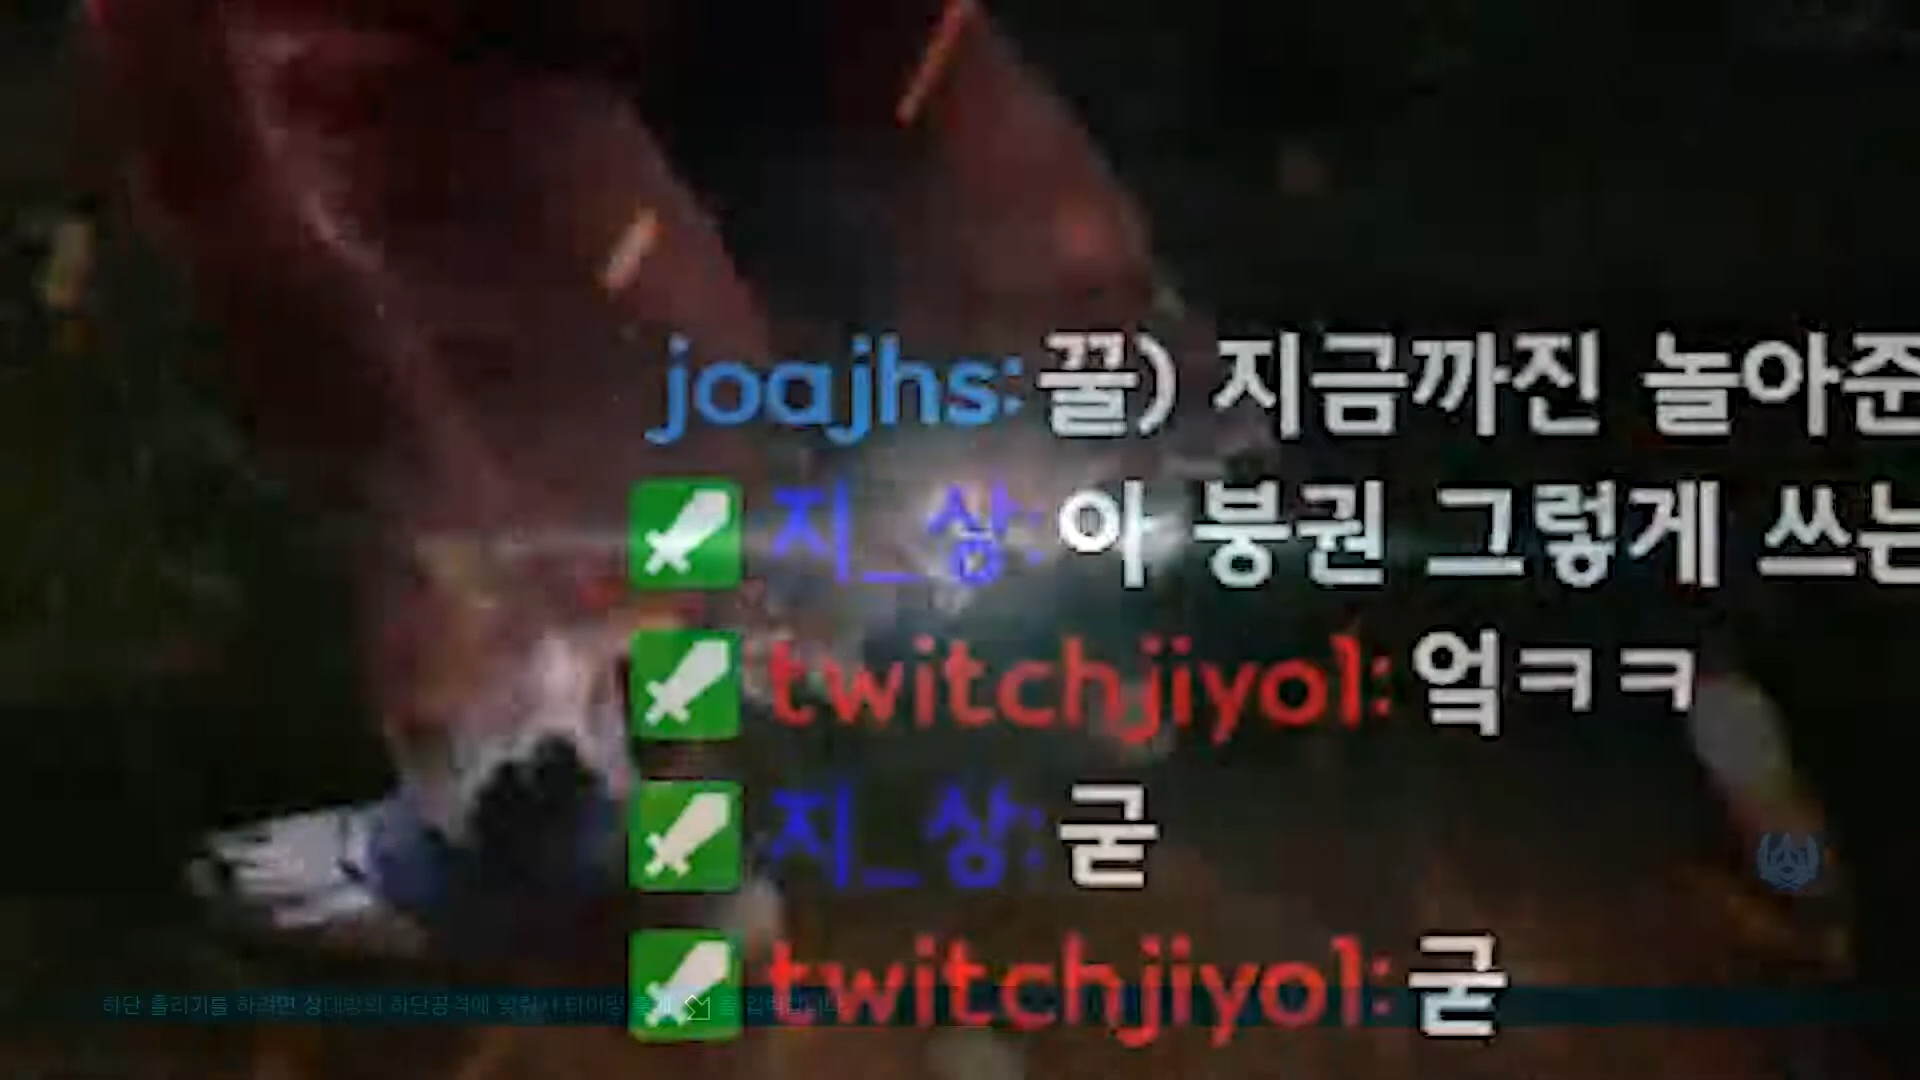 joajhs: 꿀) 지금까진 놀아준
지_상: 아 붕권 그렇게 쓰는
twitchjiyol: 엌ㅋㅋ
지_상: 굳
twitchjiyol: 굳
하단 흘리기를 하려면 상대방의 하단공격에 맞춰서 타이밍 좋게 를 입력합니다